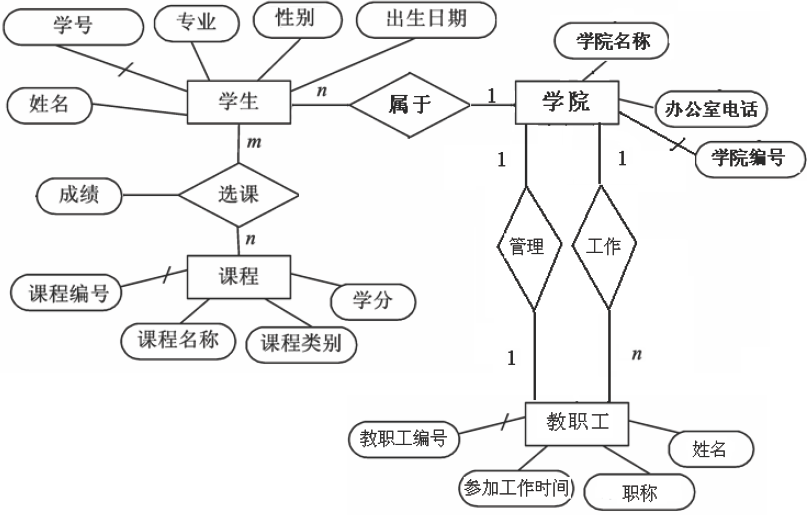 学号
专业
性别
出生日期
学院名称
姓名
学生
n
属于
1
学院
办公室电话
学院编号
m
1
1
成绩
选课
n
管理
工作
课程编号
课程
学分
课程名称
课程类别
1
n
教职工编号
教职工
姓名
参加工作时间
职称